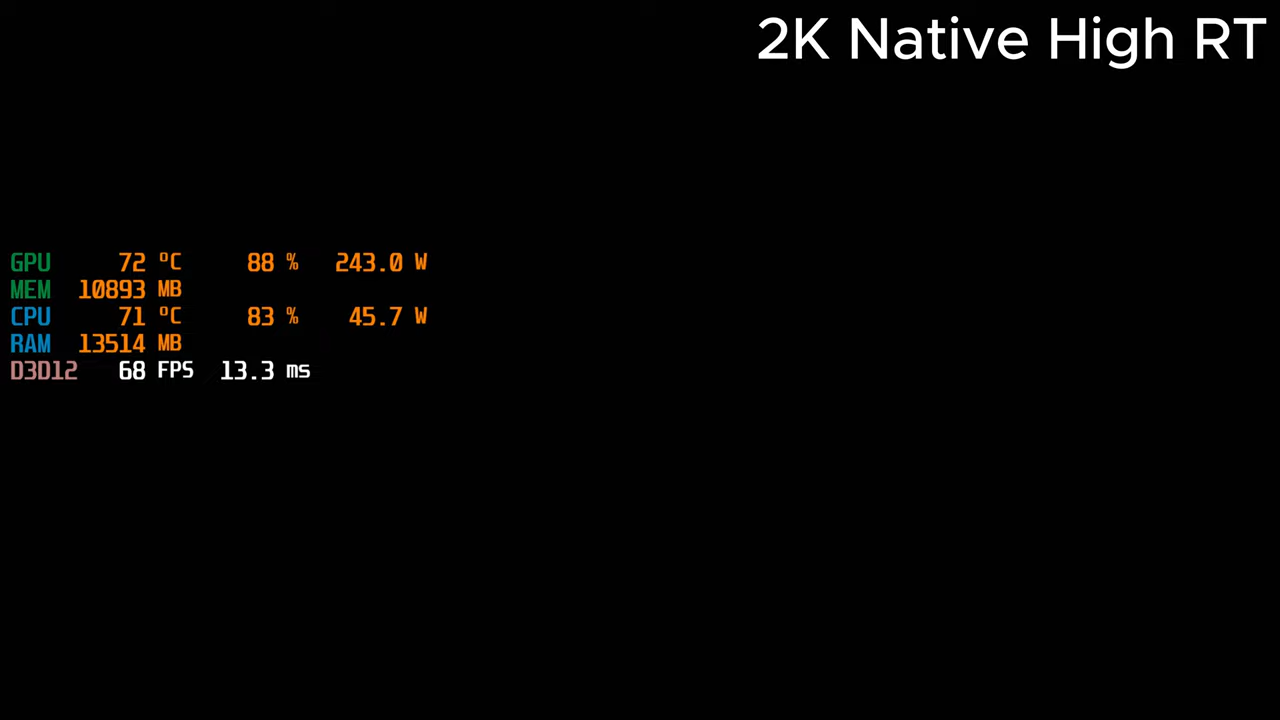 2K Native High RT
GPU 72 °C 88 % 243.0 W
MEM 10893 MB
CPU 71 °C 83 % 45.7 W
RAM 13514 MB
D3D12 68 FPS 13.3 ms